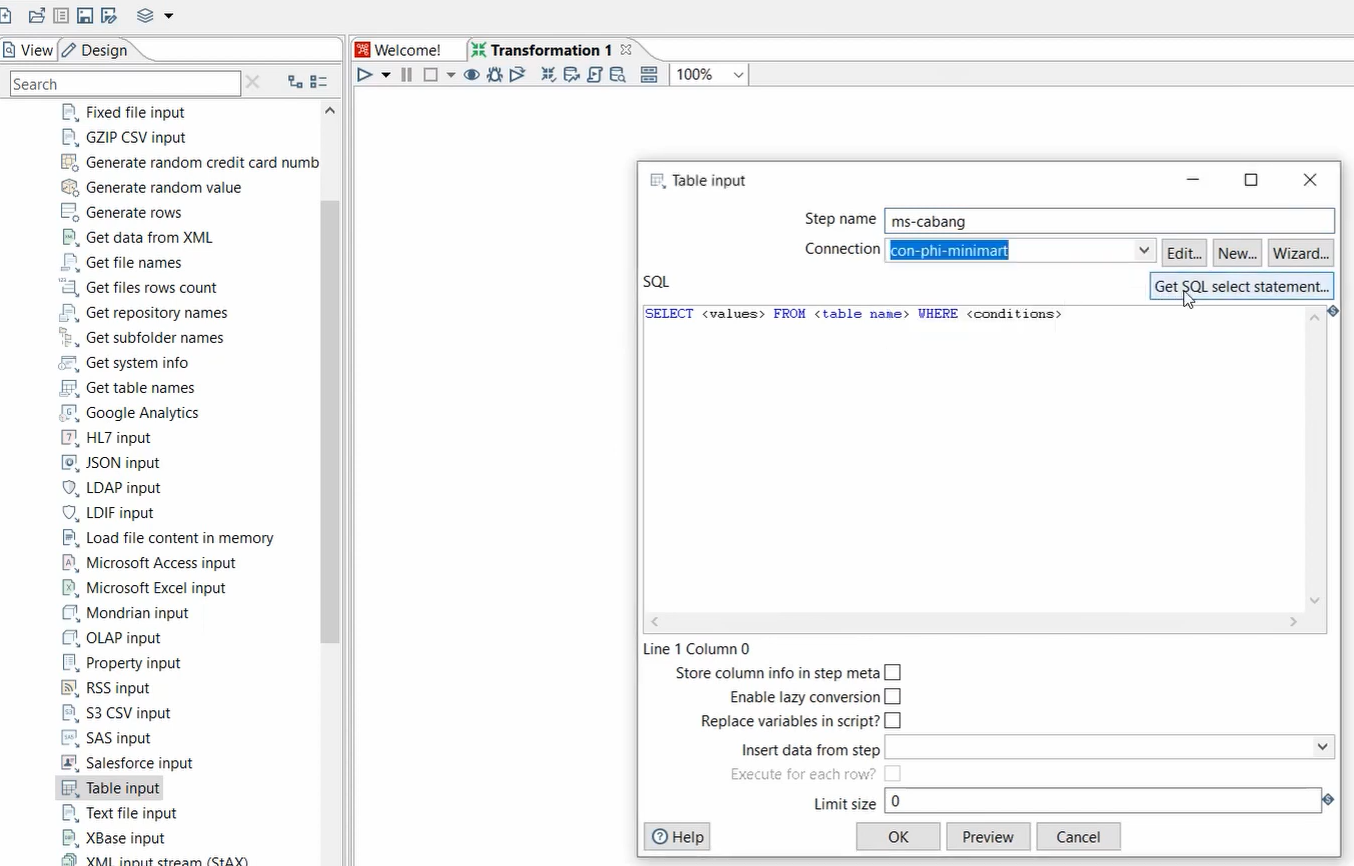 View
Design
Welcome!
Transformation 1
100%
Search
Fixed file input
GZIP CSV input
Generate random credit card numb
Generate random value
Generate rows
Get data from XML
Get file names
Get files rows count
Get repository names
Get subfolder names
Get system info
Get table names
Google Analytics
HL7 input
JSON input
LDAP input
LDIF input
Load file content in memory
Microsoft Access input
Microsoft Excel input
Mondrian input
OLAP input
Property input
RSS input
S3 CSV input
SAS input
Salesforce input
Table input
Text file input
XBase input
XML input stream (StAX)
Table input
Step name ms-cabang
Connection con-phi-minimart Edit... New... Wizard...
SQL Get SQL select statement...
SELECT <values> FROM <table name> WHERE <conditions>
Line 1 Column 0
Store column info in step meta
Enable lazy conversion
Replace variables in script?
Insert data from step
Execute for each row?
Limit size 0
Help OK Preview Cancel